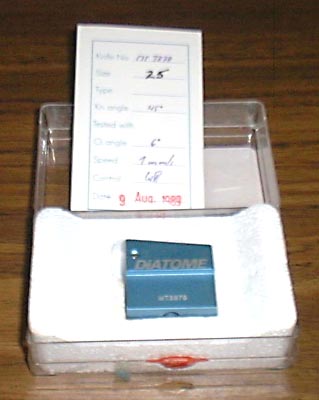 Knife No. MT 3878
Size 2.5
Type
Kn. angle 45°
Tested with
Cl. angle 6°
Speed 1 mm/s
Control
Date 9 Aug. 1989
DIATOME
MT3878